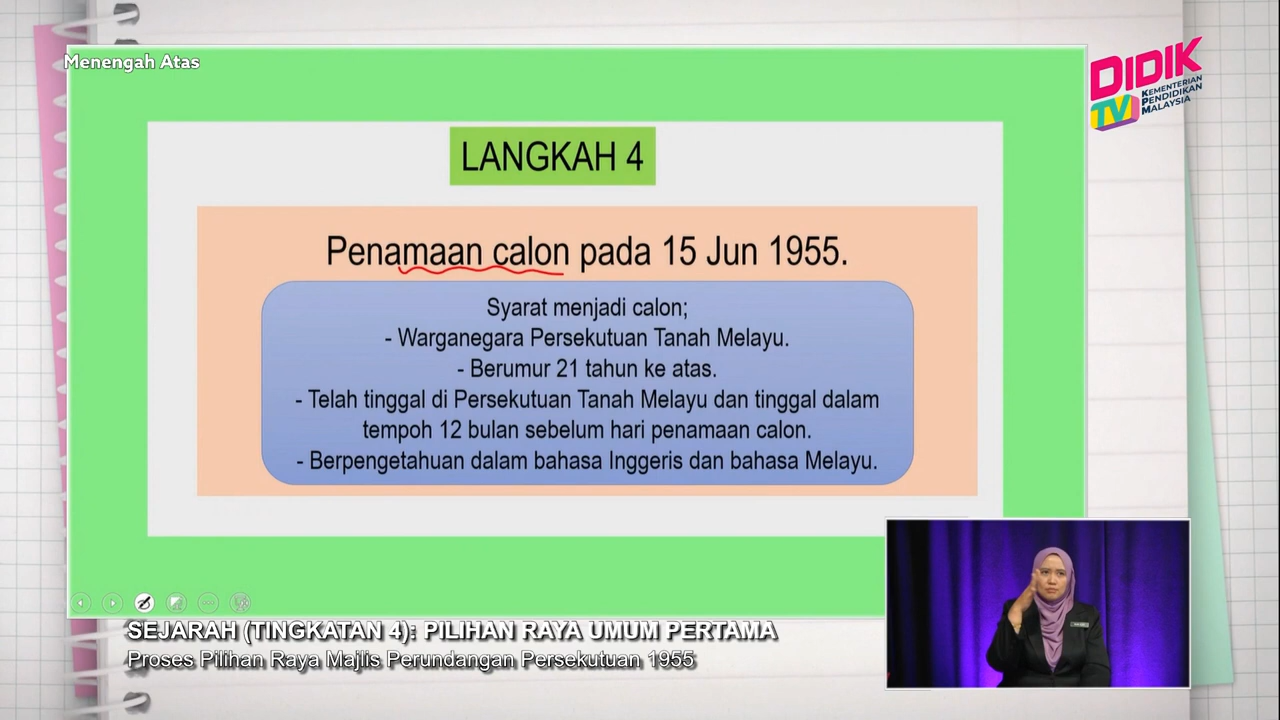 Menengah Atas
DIDIK
TV
KEMENTERIAN
PENDIDIKAN
MALAYSIA
LANGKAH 4
Penamaan calon pada 15 Jun 1955.
Syarat menjadi calon;
- Warganegara Persekutuan Tanah Melayu.
- Berumur 21 tahun ke atas.
- Telah tinggal di Persekutuan Tanah Melayu dan tinggal dalam
tempoh 12 bulan sebelum hari penamaan calon.
- Berpengetahuan dalam bahasa Inggeris dan bahasa Melayu.
SEJARAH (TINGKATAN 4): PILIHAN RAYA UMUM PERTAMA
Proses Pilihan Raya Majlis Perundangan Persekutuan 1955